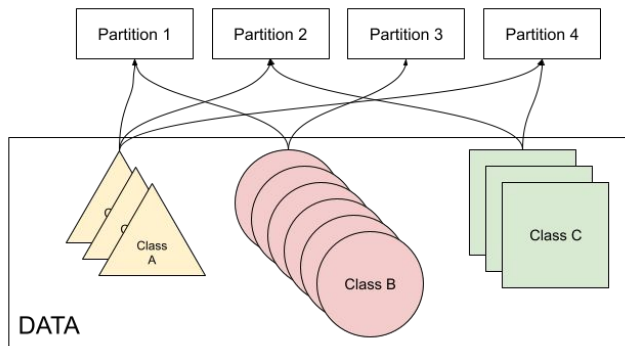 Partition 1
Partition 2
Partition 3
Partition 4
Class
A
Class B
Class C
DATA